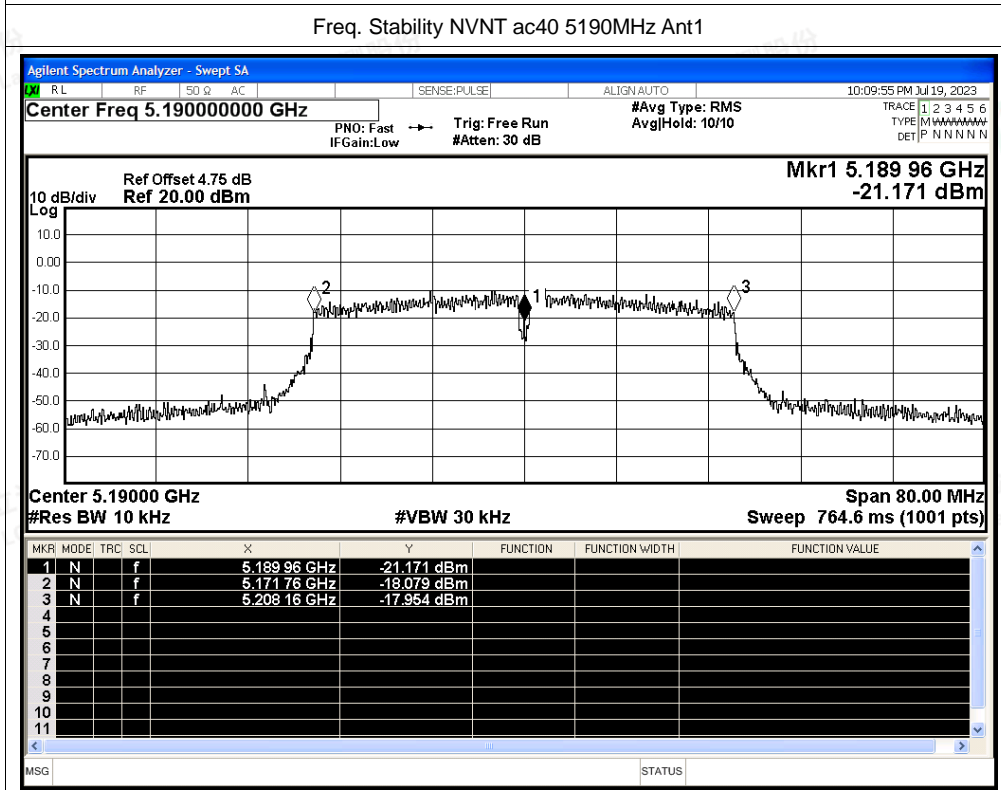 Freq. Stability NVNT ac40 5190MHz Ant1
Agilent Spectrum Analyzer - Swept SA
LXI RL RF 50 Ω AC SENSE:PULSE ALIGN AUTO 10:09:55 PM Jul 19, 2023
Center Freq 5.190000000 GHz #Avg Type: RMS TRACE 1 2 3 4 5 6
PNO: Fast Trig: Free Run Avg|Hold: 10/10 TYPE M WWWWW
IFGain:Low #Atten: 30 dB DET P N N N N N
Mkr1 5.189 96 GHz
Ref Offset 4.75 dB
10 dB/div Ref 20.00 dBm -21.171 dBm
Log
10.0
0.00
-10.0
2 1 3
-20.0
-30.0
-40.0
-50.0
-60.0
-70.0
Center 5.19000 GHz Span 80.00 MHz
#Res BW 10 kHz #VBW 30 kHz Sweep 764.6 ms (1001 pts)
MKR MODE TRC SCL X Y FUNCTION FUNCTION WIDTH FUNCTION VALUE
1 N f 5.189 96 GHz -21.171 dBm
2 N f 5.171 76 GHz -18.079 dBm
3 N f 5.208 16 GHz -17.954 dBm
4
5
6
7
8
9
10
11
MSG STATUS